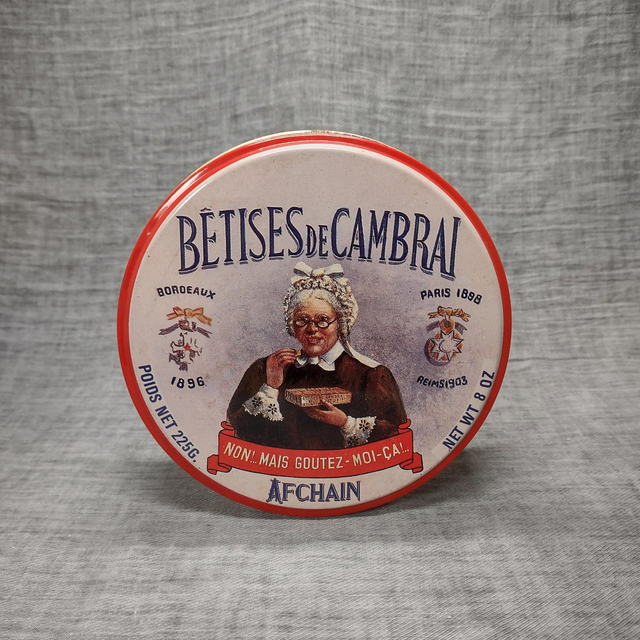 BÊTISES DE CAMBRAI
BORDEAUX
1896
PARIS 1898
REIMS 1903
POIDS NET 225G.
NET WT 8 OZ
NON!.. MAIS GOUTEZ-MOI-ÇA!..
AFCHAIN